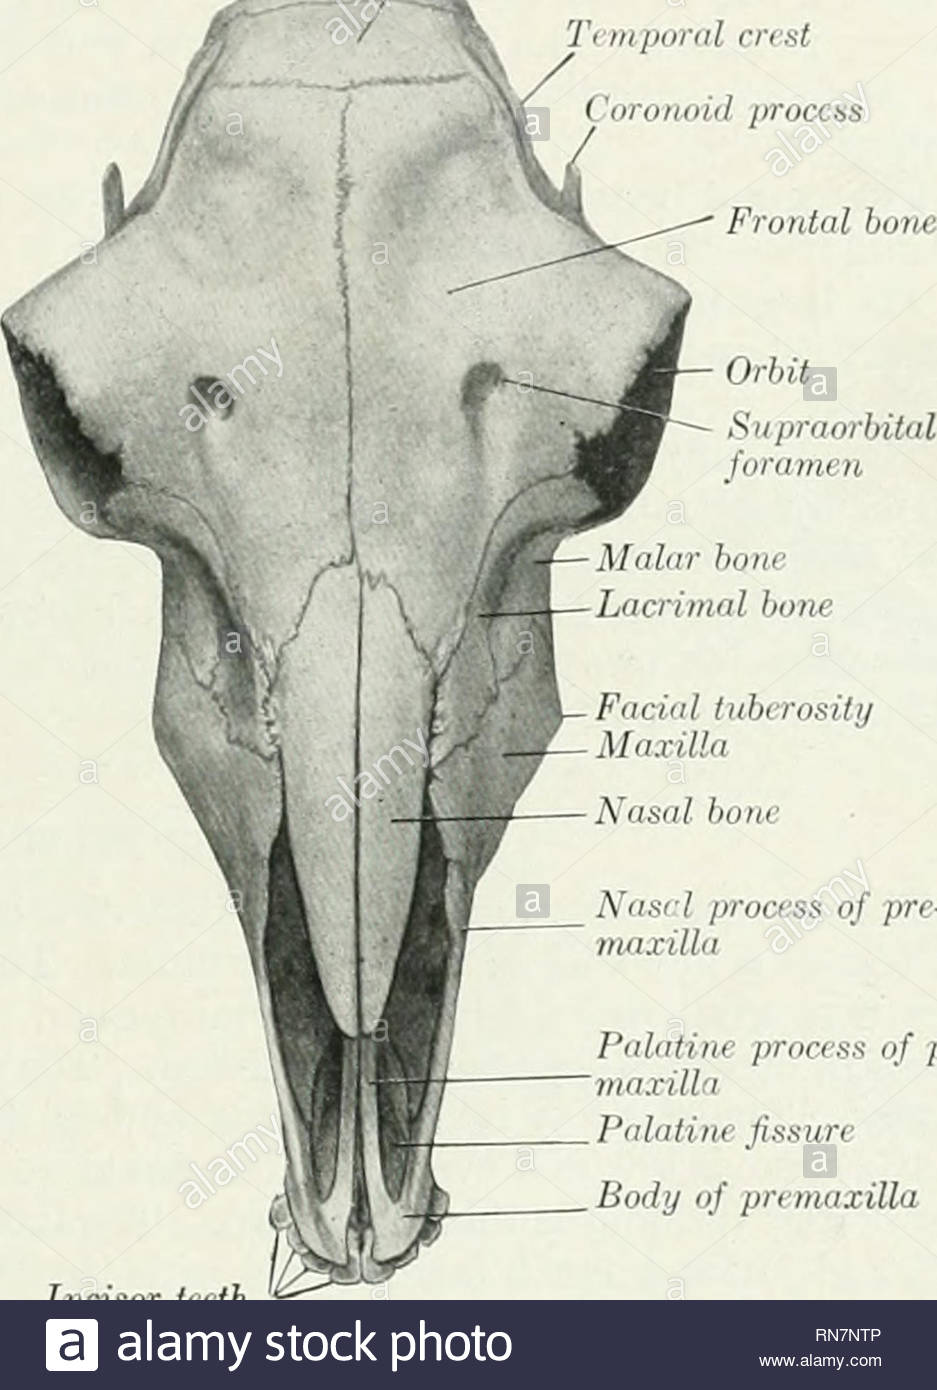 Temporal crest
Coronoid process
Frontal bone
Orbit
Supraorbital
foramen
Malar bone
Lacrimal bone
Facial tuberosity
Maxilla
Nasal bone
Nasal process of pre-
maxilla
Palatine process of p
maxilla
Palatine fissure
Body of premaxilla
Incisor teeth
a alamy stock photo
RN7NTP
www.alamy.com